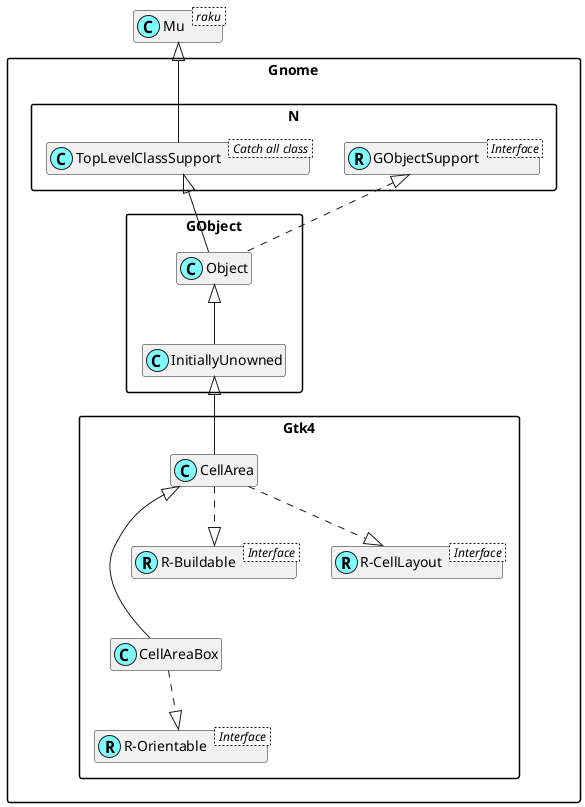 C Mu raku
Gnome
N
C TopLevelClassSupport Catch all class
R GObjectSupport Interface
GObject
C Object
C InitiallyUnowned
Gtk4
C CellArea
R R-Buildable Interface
R R-CellLayout Interface
C CellAreaBox
R R-Orientable Interface